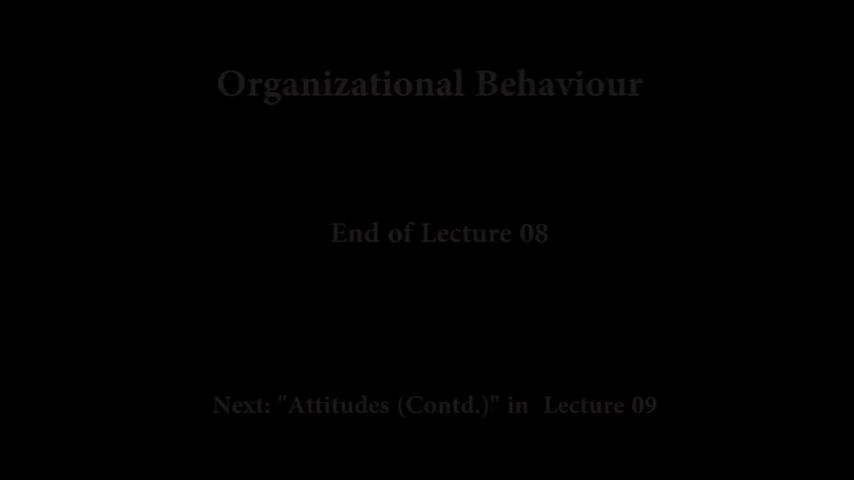 Organizational Behaviour
End of Lecture 08
Next: "Attitudes (Contd.)" in Lecture 09